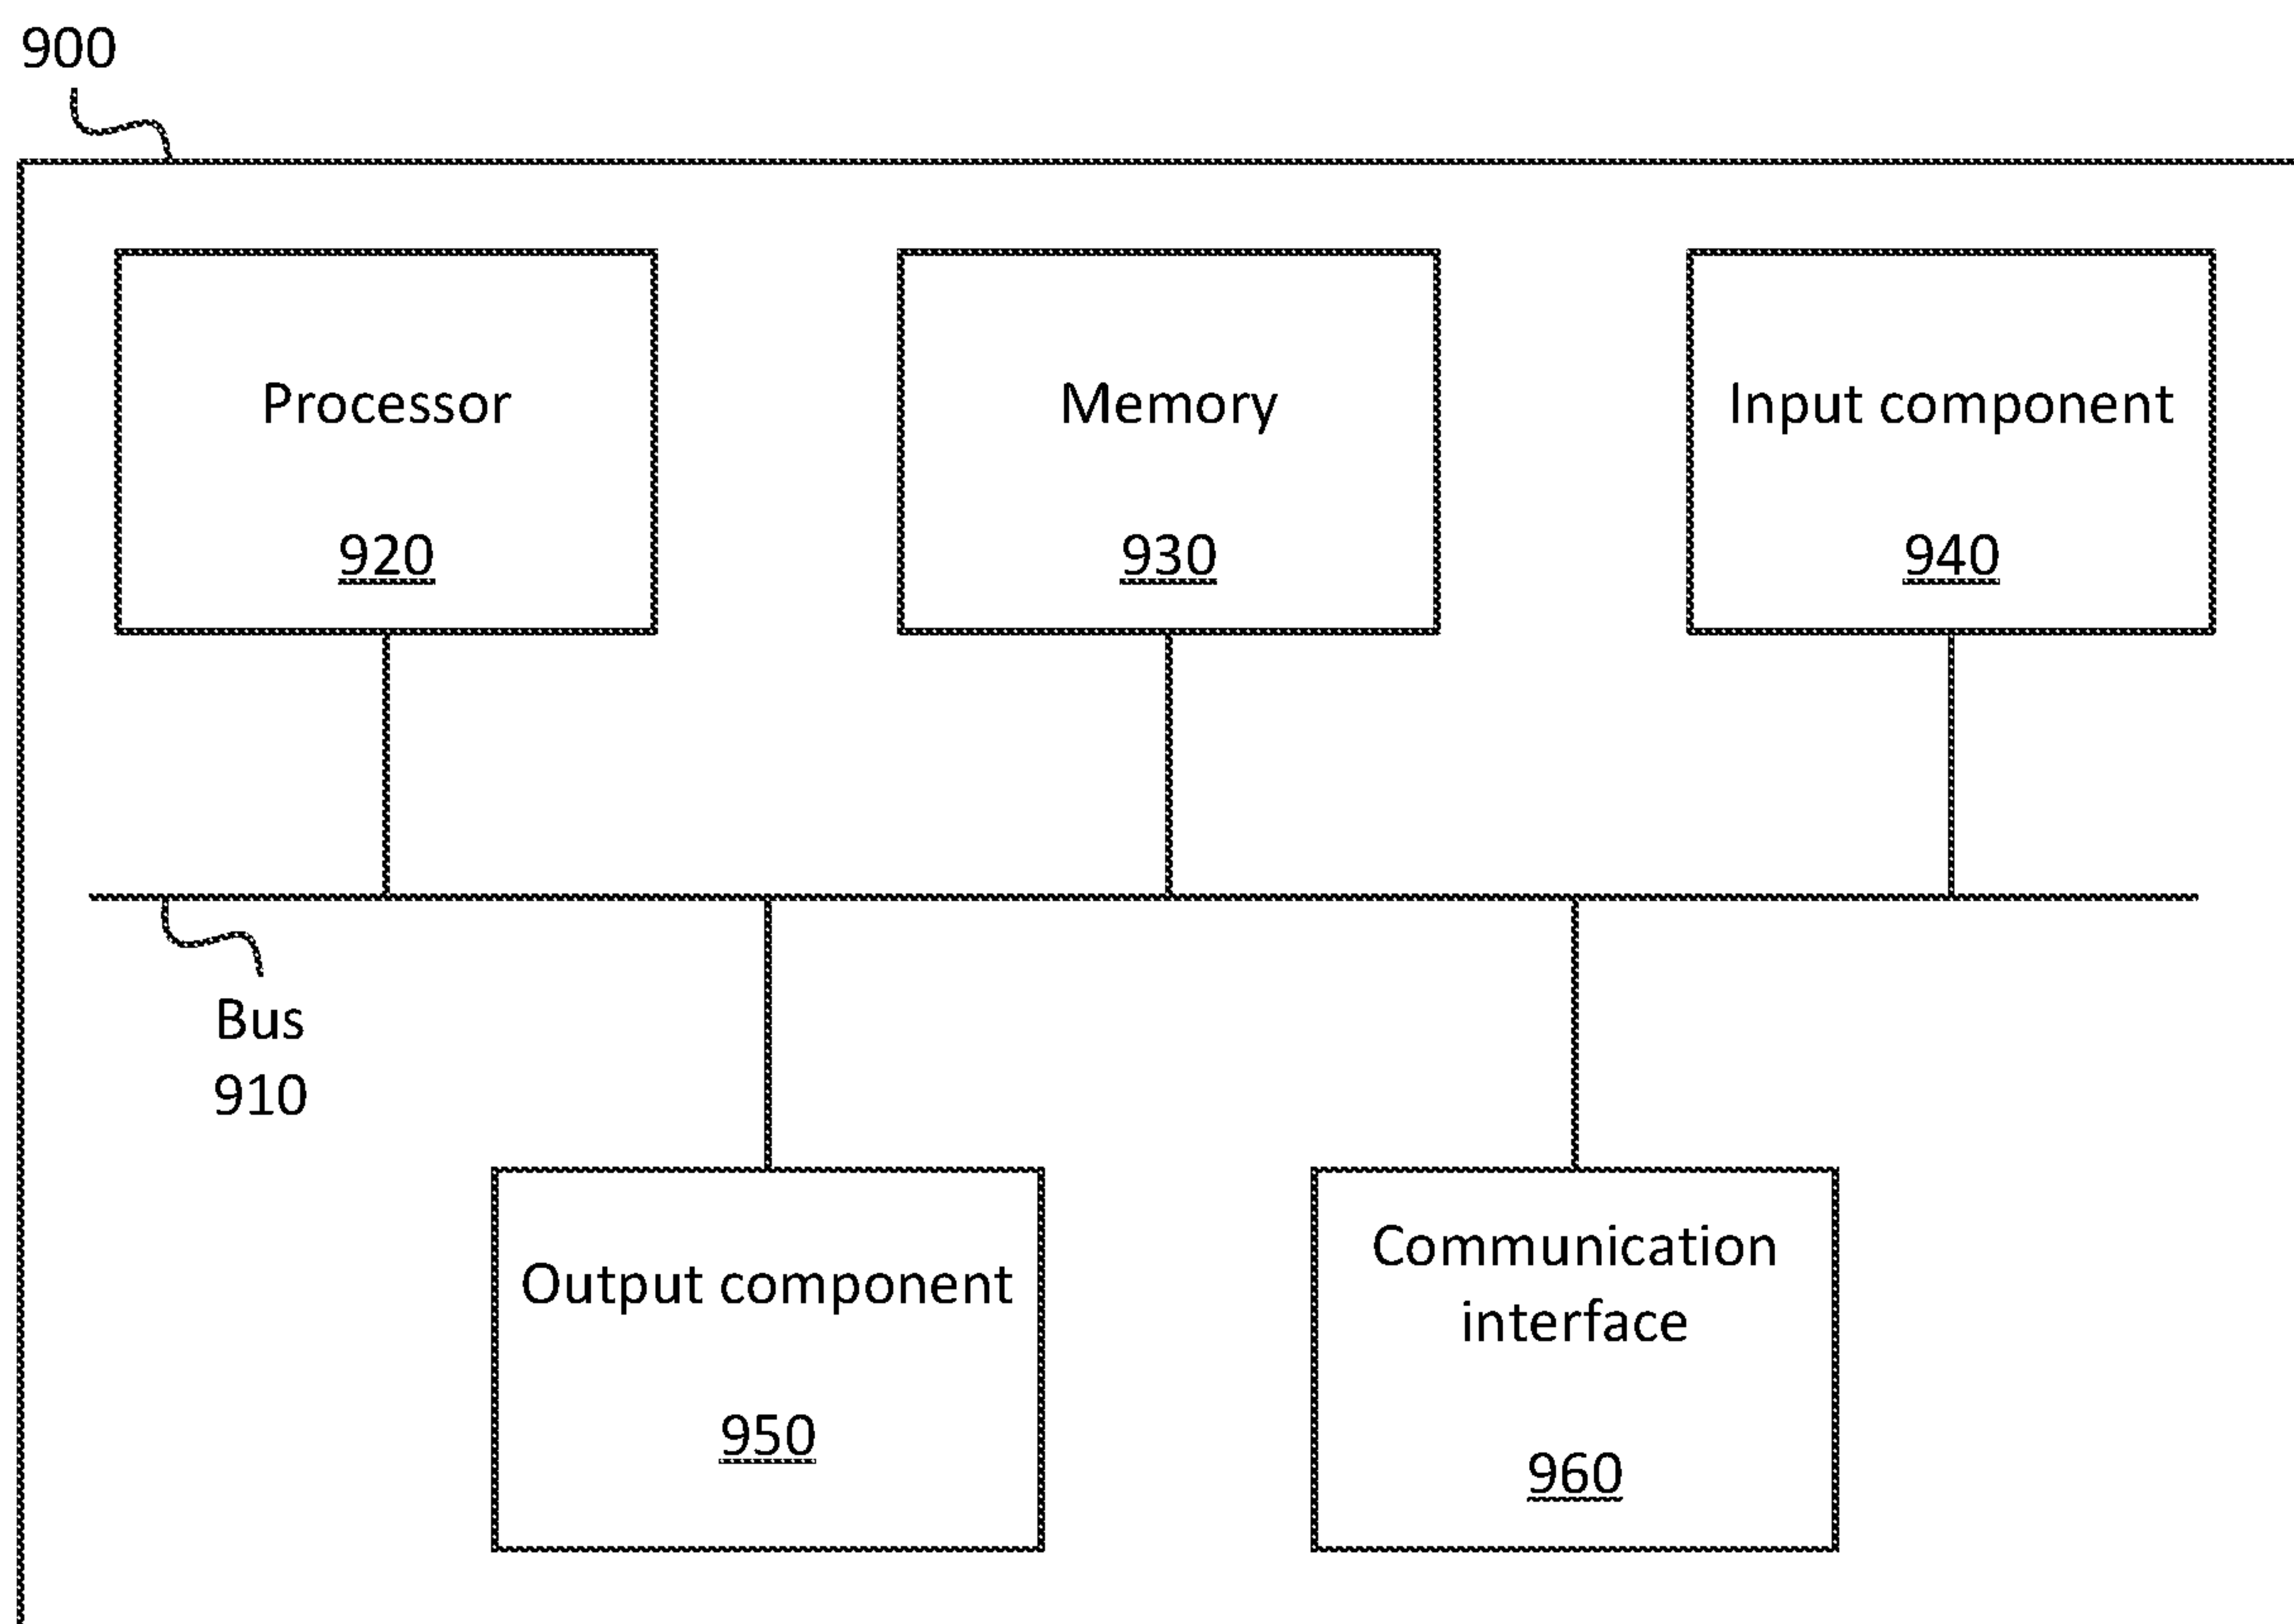 900
Processor
920
Memory
930
Input component
940
Bus
910
Output component
950
Communication
interface
960